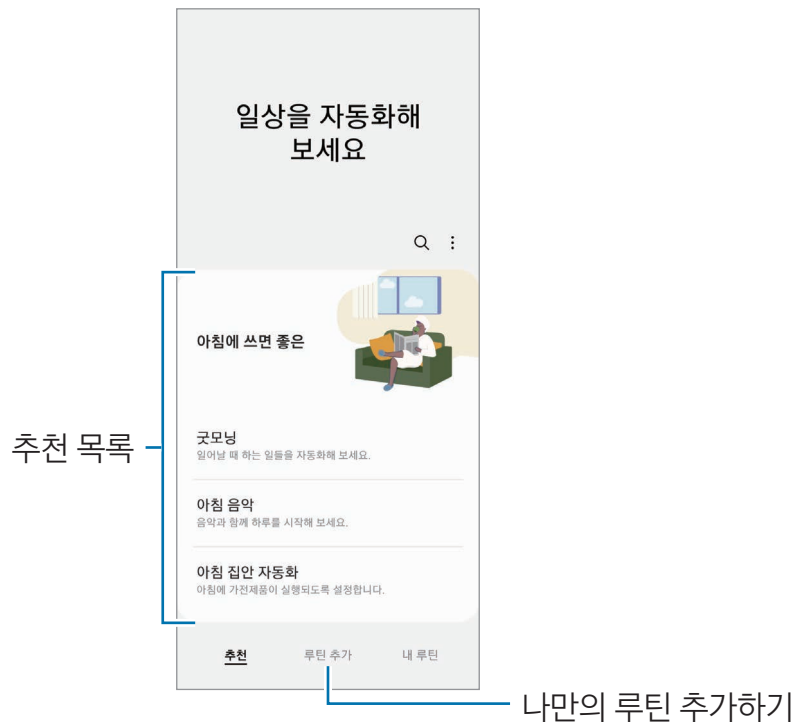 일상을 자동화해
보세요
아침에 쓰면 좋은
추천 목록
굿모닝
일어날 때 하는 일들을 자동화해 보세요.
아침 음악
음악과 함께 하루를 시작해 보세요.
아침 집안 자동화
아침에 가전제품이 실행되도록 설정합니다.
추천 루틴 추가 내 루틴
나만의 루틴 추가하기